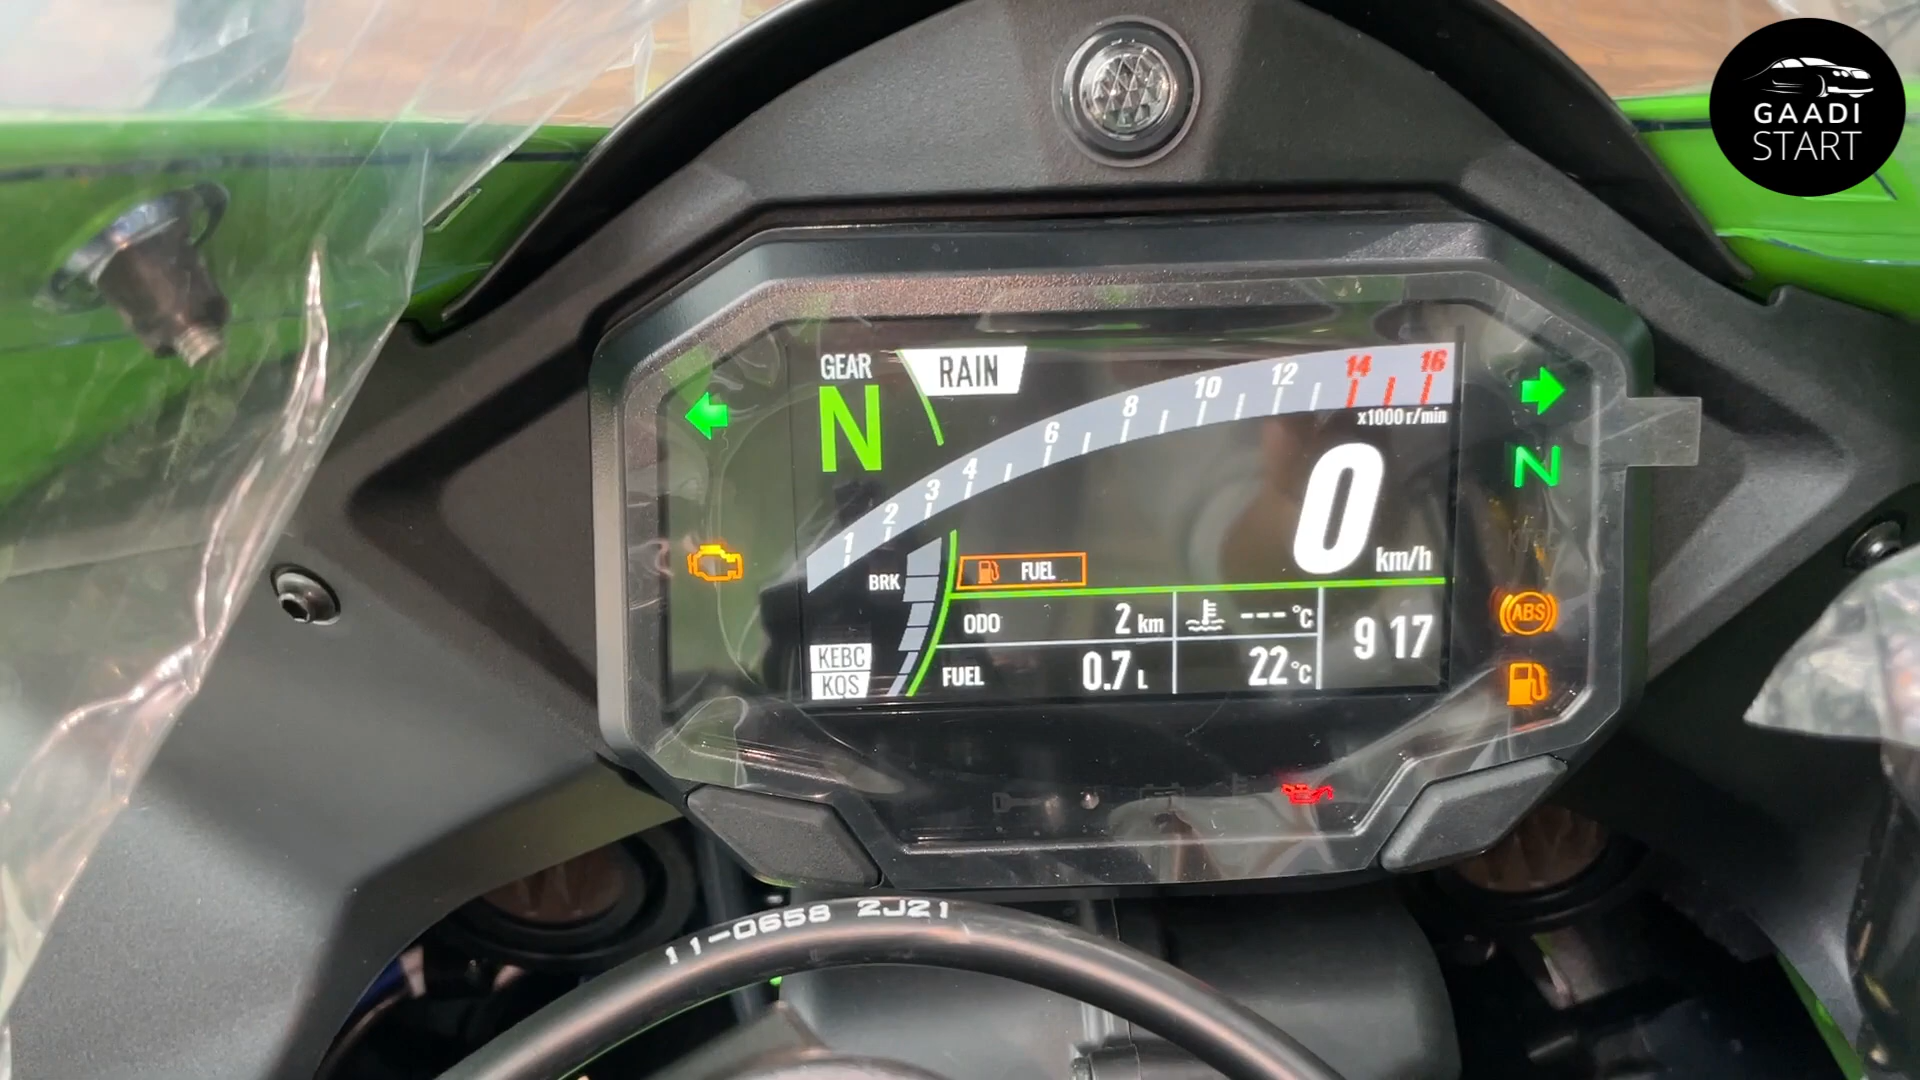 GAADI
START
GEAR
N
RAIN
1 2 3 4 6 8 10 12 14 16
x1000 r/min
N
0 km/h
BRK
FUEL
ABS
ODO 2 km --- °C
9 17
FUEL 0.7 L 22 °C
KEBC
KQS
11-0658 2J21